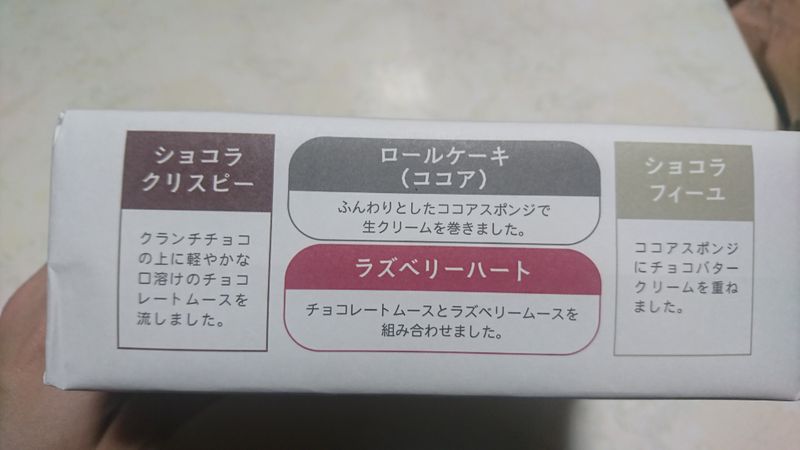 ショコラ
クリスピー
クランチチョコ
の上に軽やかな
口溶けのチョコ
レートムースを
流しました。
ロールケーキ
（ココア）
ふんわりとしたココアスポンジで
生クリームを巻きました。
ラズベリーハート
チョコレートムースとラズベリームースを
組み合わせました。
ショコラ
フィーユ
ココアスポンジ
にチョコバター
クリームを重ね
ました。